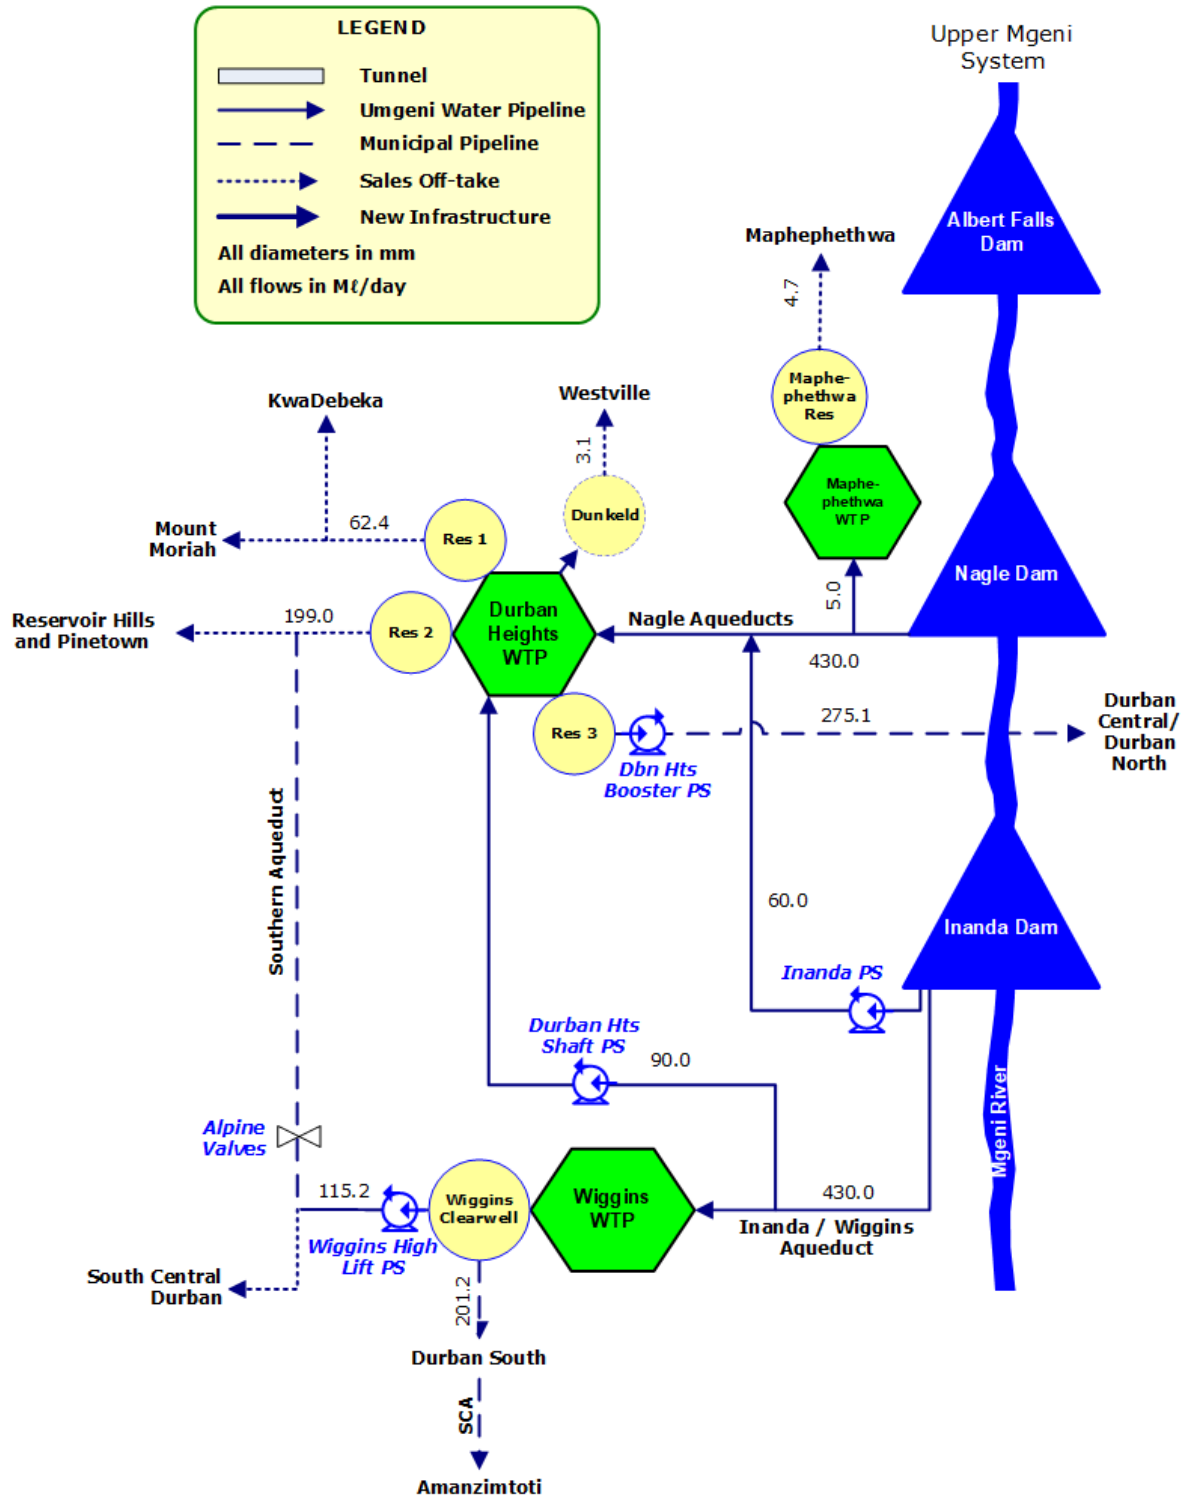 LEGEND
Tunnel
Umgeni Water Pipeline
Municipal Pipeline
Sales Off-take
New Infrastructure
All diameters in mm
All flows in Mℓ/day
Upper Mgeni
System
Albert Falls
Dam
Maphephethwa
4.7
Maphe-
phethwa
Res
Maphe-
phethwa
WTP
5.0
KwaDebeka
Westville
3.1
Dunkeld
Mount
Moriah
62.4
Res 1
Reservoir Hills
and Pinetown
199.0
Res 2
Durban
Heights
WTP
Nagle Aqueducts
430.0
Nagle Dam
Res 3
Dbn Hts
Booster PS
275.1
Durban
Central/
Durban
North
Southern Aqueduct
60.0
Inanda Dam
Inanda PS
Durban Hts
Shaft PS
90.0
Mgeni River
Alpine
Valves
115.2
Wiggins High
Lift PS
Wiggins
Clearwell
Wiggins
WTP
430.0
Inanda / Wiggins
Aqueduct
South Central
Durban
201.2
Durban South
SCA
Amanzimtoti